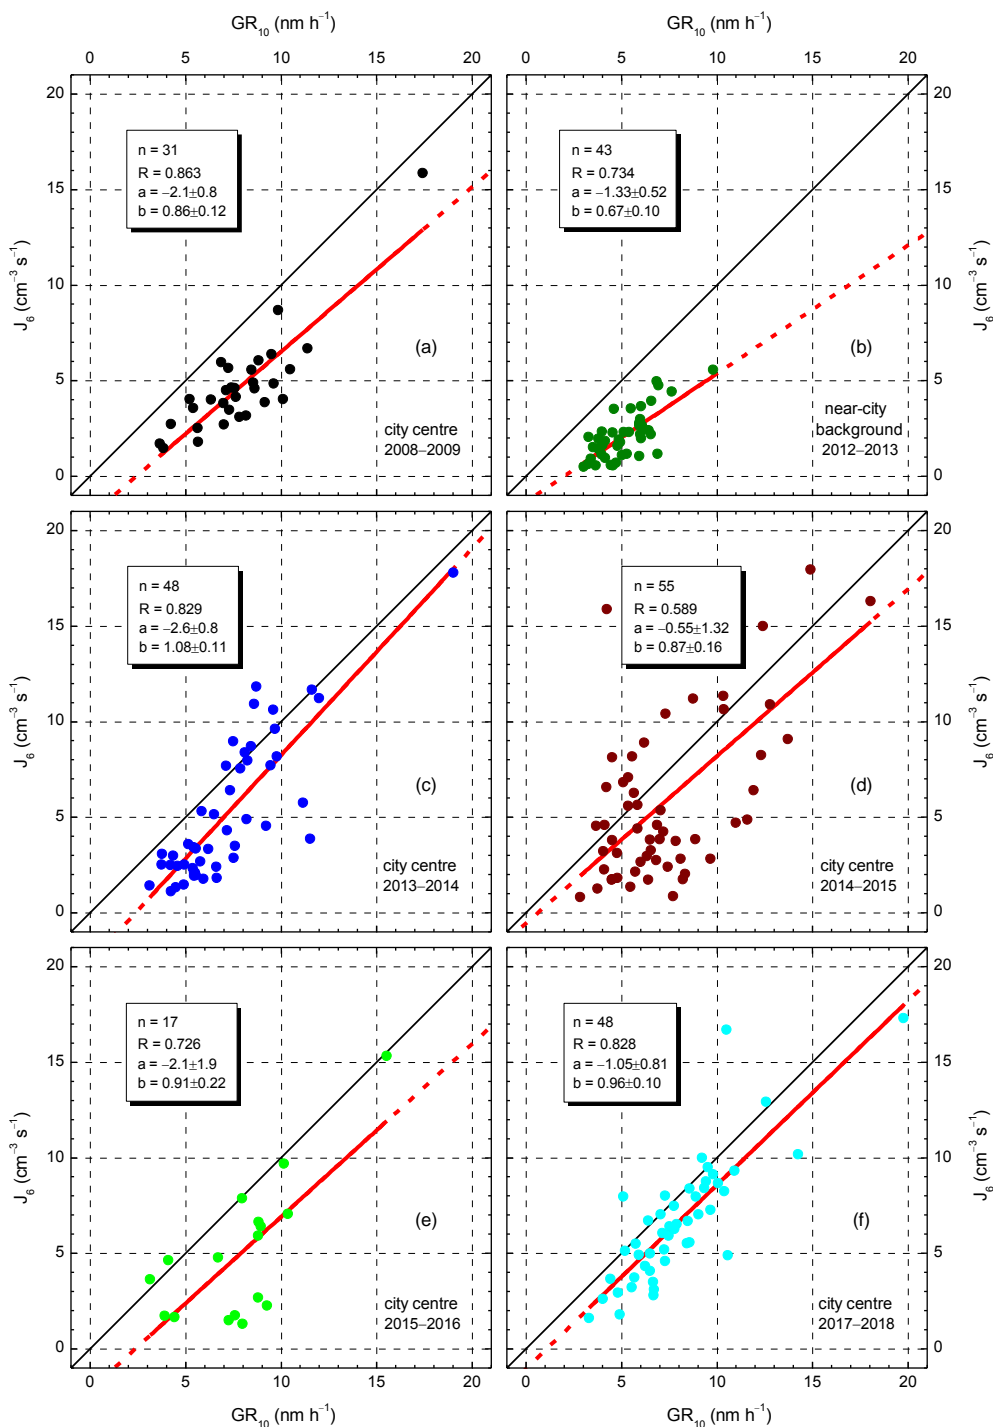 GR10 (nm h−1)
GR10 (nm h−1)
0 5 10 15 20
0 5 10 15 20
20
15
10
5
0
J6 (cm−3 s−1)
n = 31
R = 0.863
a = −2.1±0.8
b = 0.86±0.12
(a)
city centre
2008–2009
n = 43
R = 0.734
a = −1.33±0.52
b = 0.67±0.10
(b)
near-city
background
2012–2013
20
15
10
5
0
J6 (cm−3 s−1)
20
15
10
5
0
J6 (cm−3 s−1)
n = 48
R = 0.829
a = −2.6±0.8
b = 1.08±0.11
(c)
city centre
2013–2014
n = 55
R = 0.589
a = −0.55±1.32
b = 0.87±0.16
(d)
city centre
2014–2015
20
15
10
5
0
J6 (cm−3 s−1)
20
15
10
5
0
J6 (cm−3 s−1)
n = 17
R = 0.726
a = −2.1±1.9
b = 0.91±0.22
(e)
city centre
2015–2016
n = 48
R = 0.828
a = −1.05±0.81
b = 0.96±0.10
(f)
city centre
2017–2018
20
15
10
5
0
J6 (cm−3 s−1)
0 5 10 15 20
0 5 10 15 20
GR10 (nm h−1)
GR10 (nm h−1)